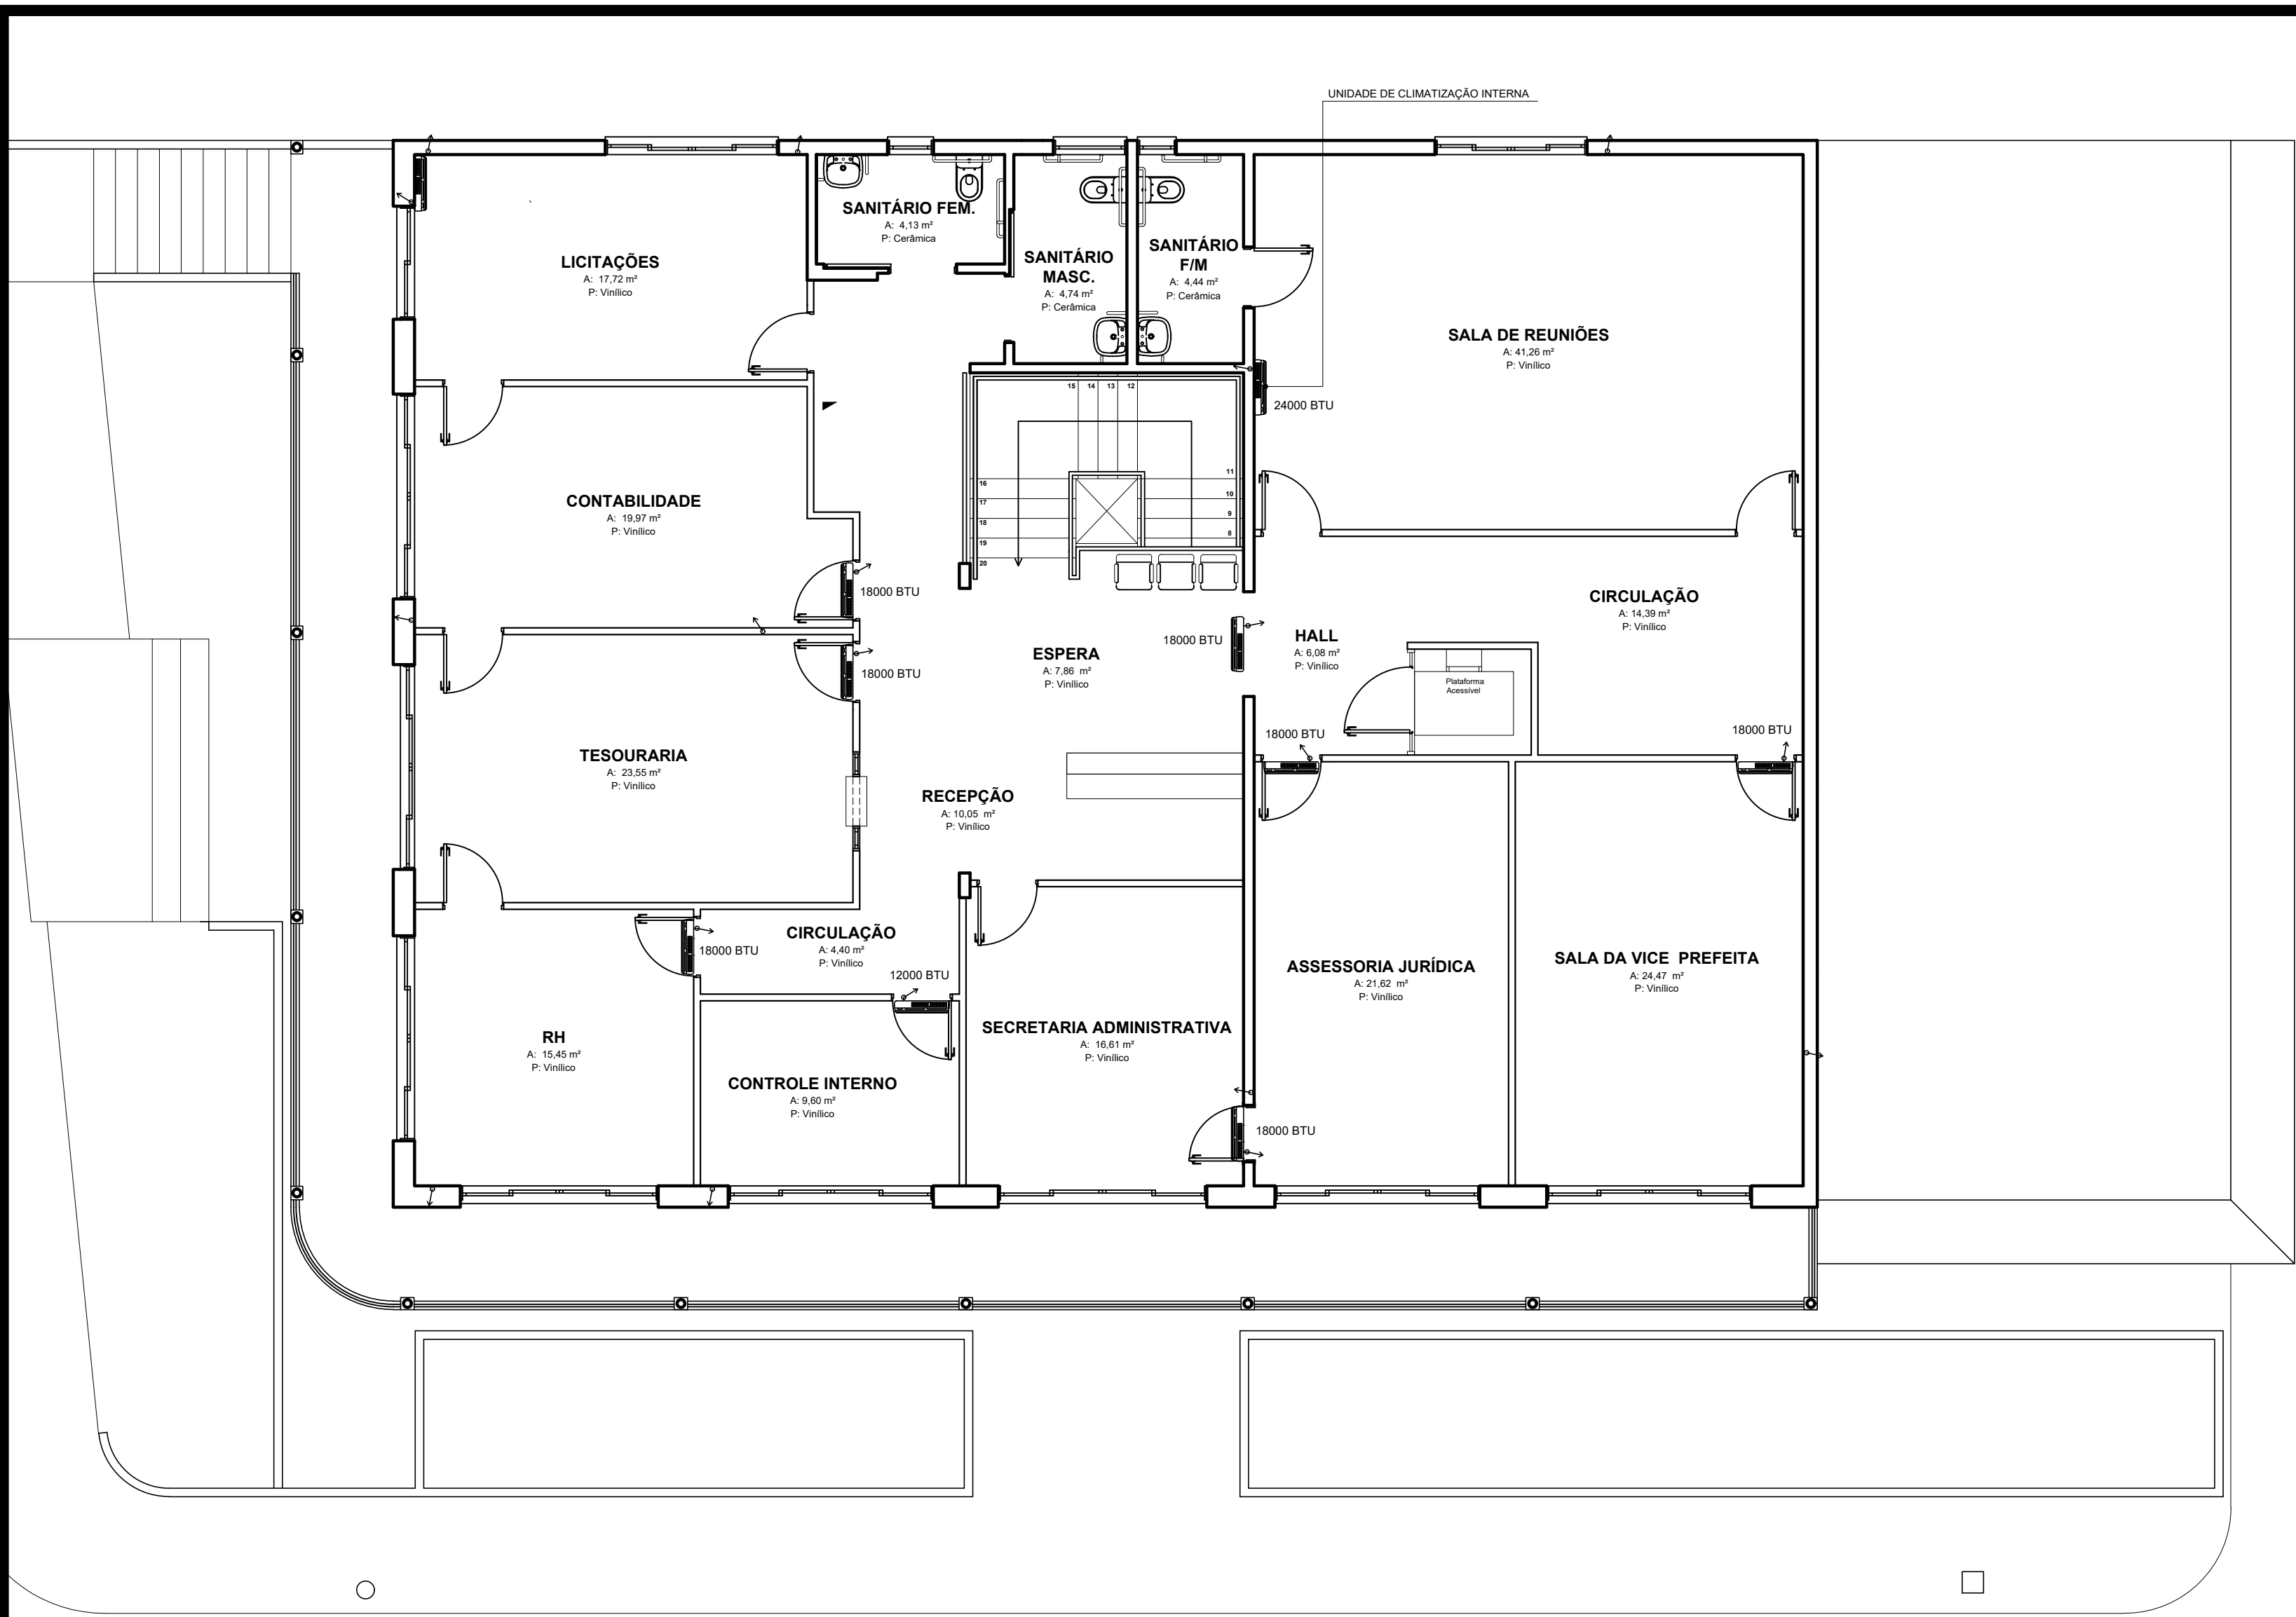 UNIDADE DE CLIMATIZAÇÃO INTERNA
SANITÁRIO FEM.
A: 4,13 m²
P: Cerâmica
LICITAÇÕES
A: 17,72 m²
P: Vinílico
SANITÁRIO
MASC.
A: 4,74 m²
P: Cerâmica
SANITÁRIO
F/M
A: 4,44 m²
P: Cerâmica
SALA DE REUNIÕES
A: 41,26 m²
P: Vinílico
24000 BTU
15 14 13 12
11
10
9
8
16
17
18
19
20
CONTABILIDADE
A: 19,97 m²
P: Vinílico
18000 BTU
18000 BTU
ESPERA
A: 7,86 m²
P: Vinílico
18000 BTU
HALL
A: 6,08 m²
P: Vinílico
CIRCULAÇÃO
A: 14,39 m²
P: Vinílico
Plataforma
Acessível
18000 BTU
18000 BTU
TESOURARIA
A: 23,55 m²
P: Vinílico
RECEPÇÃO
A: 10,05 m²
P: Vinílico
CIRCULAÇÃO
A: 4,40 m²
P: Vinílico
18000 BTU
12000 BTU
RH
A: 15,45 m²
P: Vinílico
CONTROLE INTERNO
A: 9,60 m²
P: Vinílico
SECRETARIA ADMINISTRATIVA
A: 16,61 m²
P: Vinílico
18000 BTU
ASSESSORIA JURÍDICA
A: 21,62 m²
P: Vinílico
SALA DA VICE PREFEITA
A: 24,47 m²
P: Vinílico